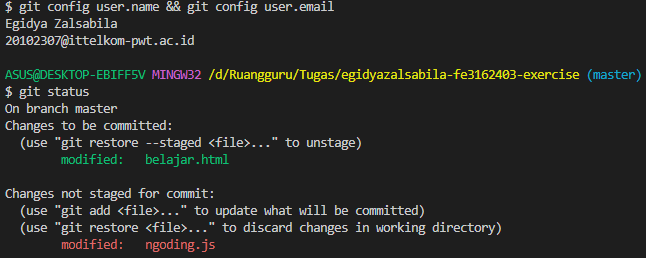 $ git config user.name && git config user.email
Egidya Zalsabila
20102307@ittelkom-pwt.ac.id
ASUS@DESKTOP-EBIFF5V MINGW32 /d/Ruangguru/Tugas/egidyazalsabila-fe3162403-exercise (master)
$ git status
On branch master
Changes to be committed:
  (use "git restore --staged <file>..." to unstage)
        modified:   belajar.html
Changes not staged for commit:
  (use "git add <file>..." to update what will be committed)
  (use "git restore <file>..." to discard changes in working directory)
        modified:   ngoding.js